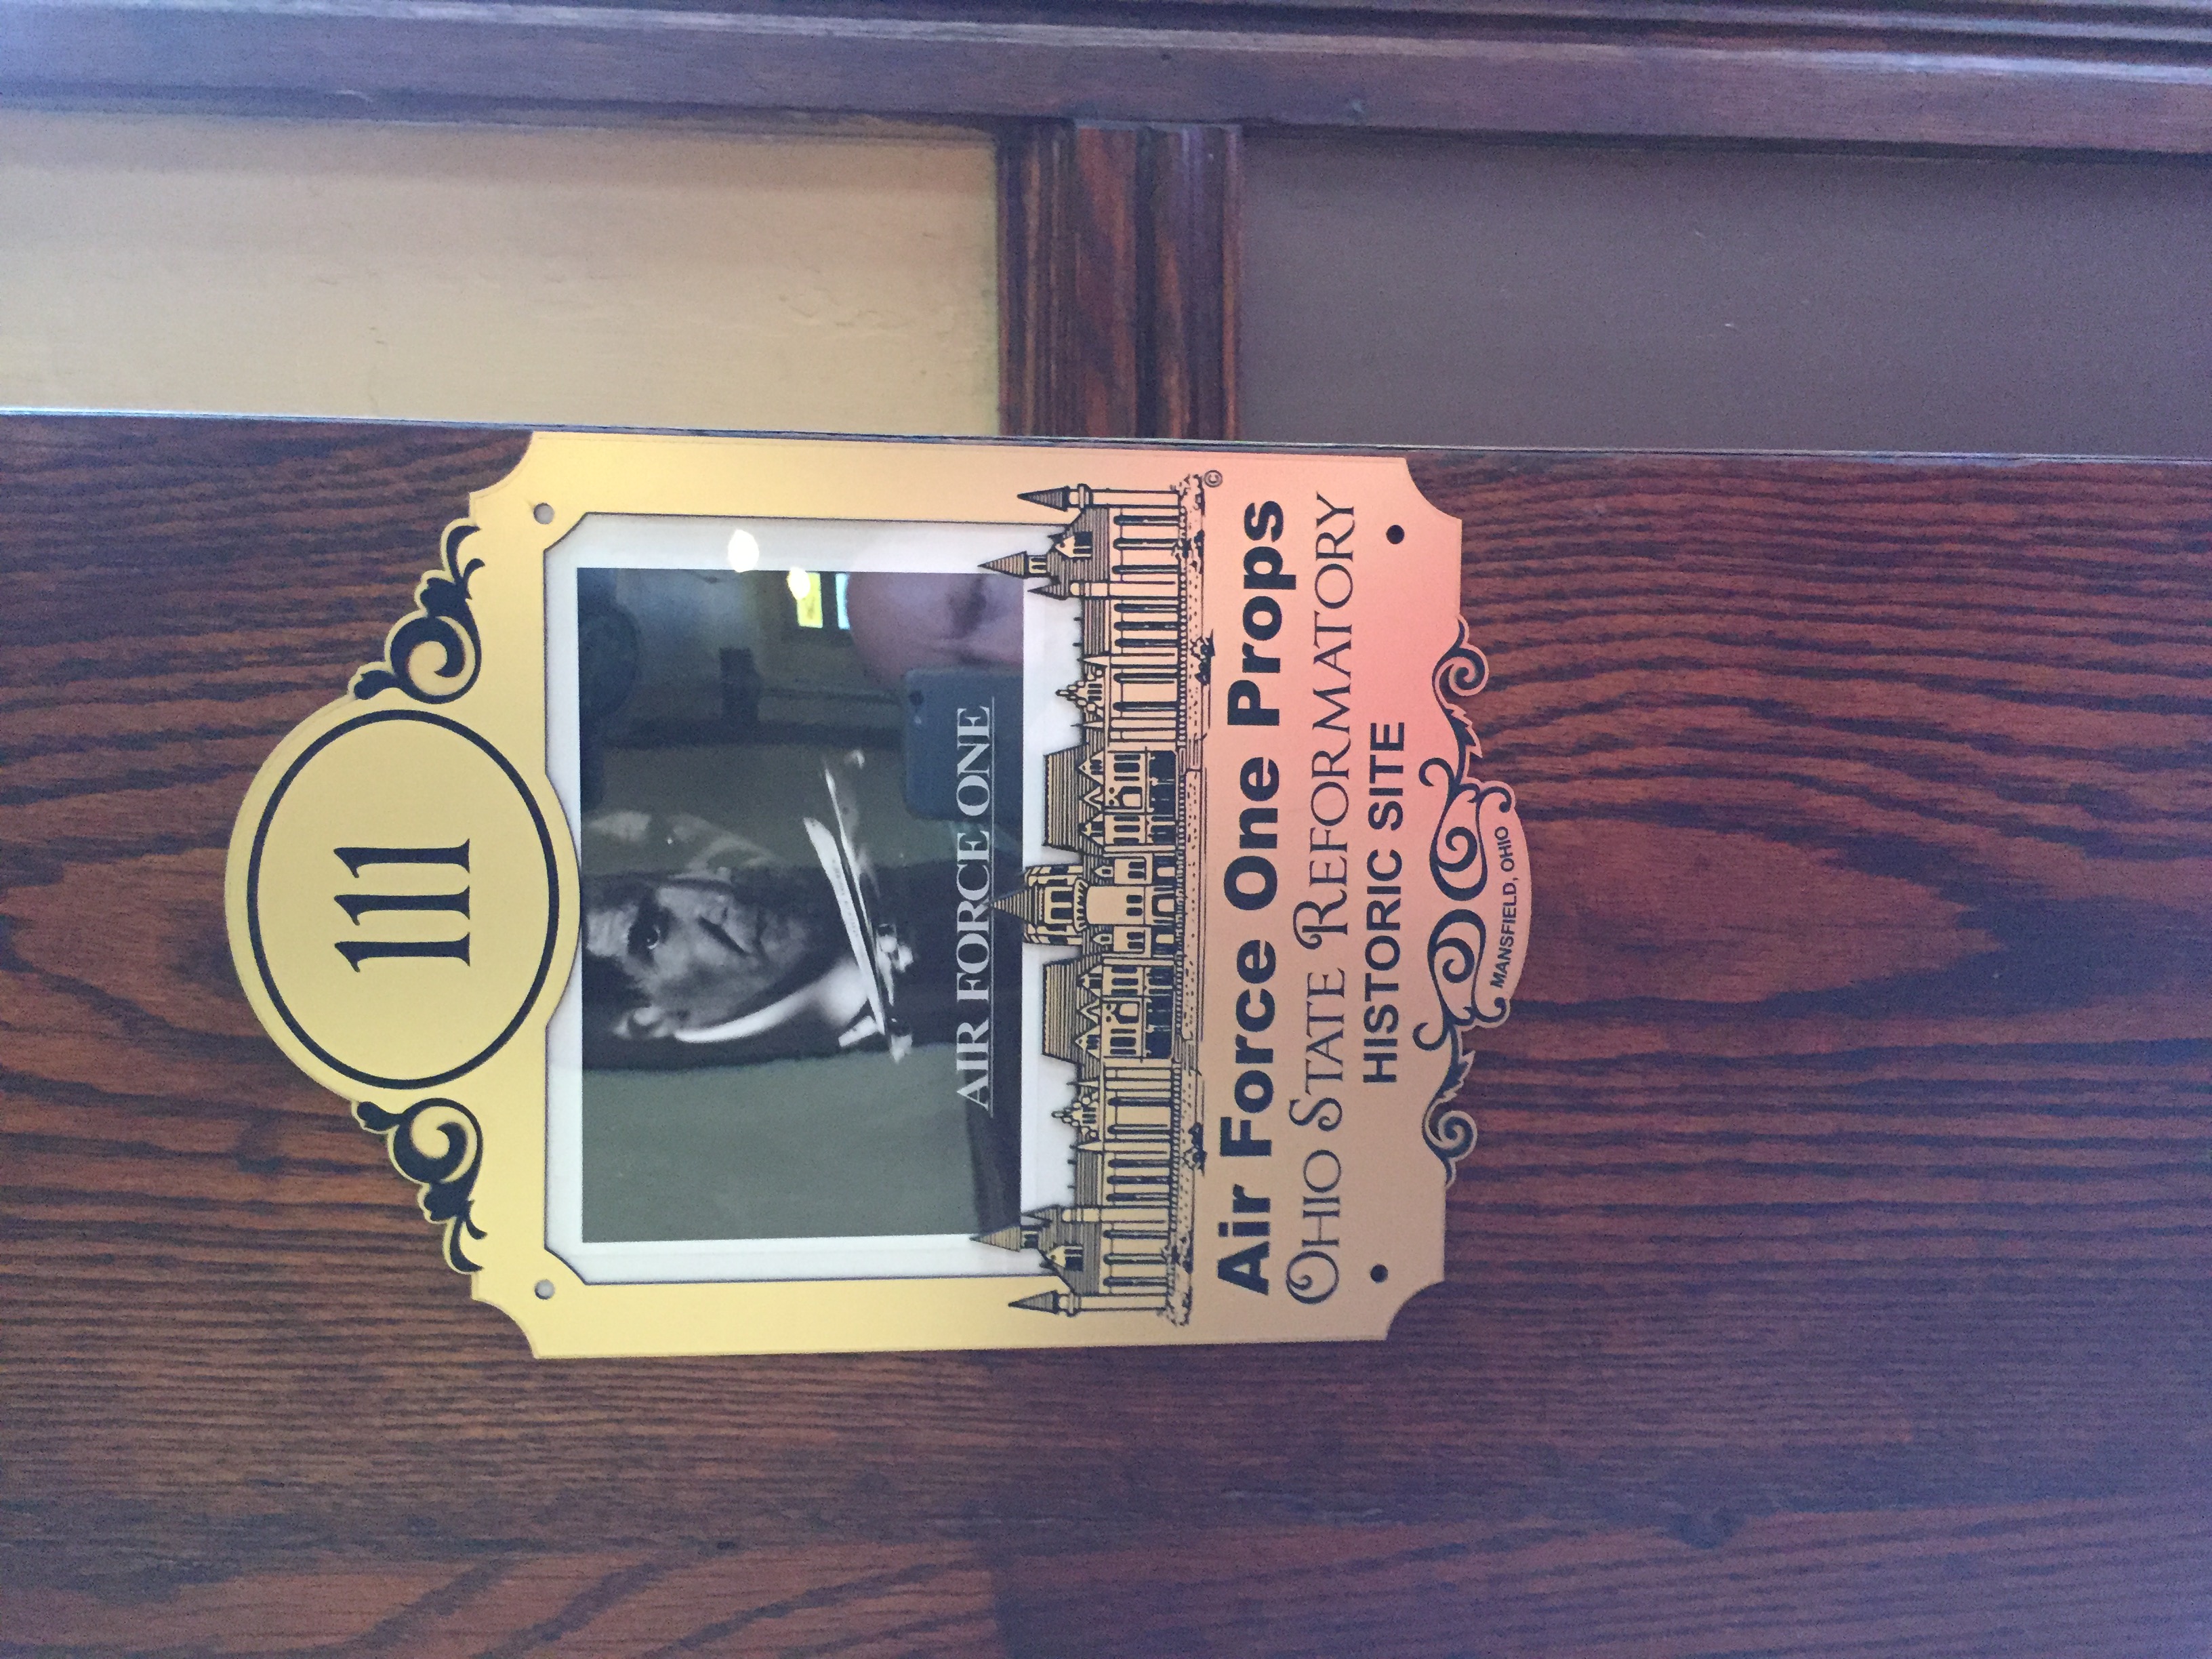 111
AIR FORCE ONE
©
Air Force One Props
OHIO STATE REFORMATORY
HISTORIC SITE
MANSFIELD, OHIO